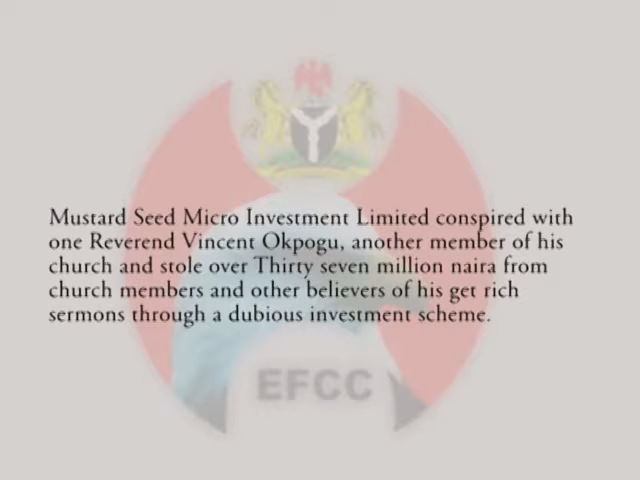 Mustard Seed Micro Investment Limited conspired with
one Reverend Vincent Okpogu, another member of his
church and stole over Thirty seven million naira from
church members and other believers of his get rich
sermons through a dubious investment scheme.
EFCC